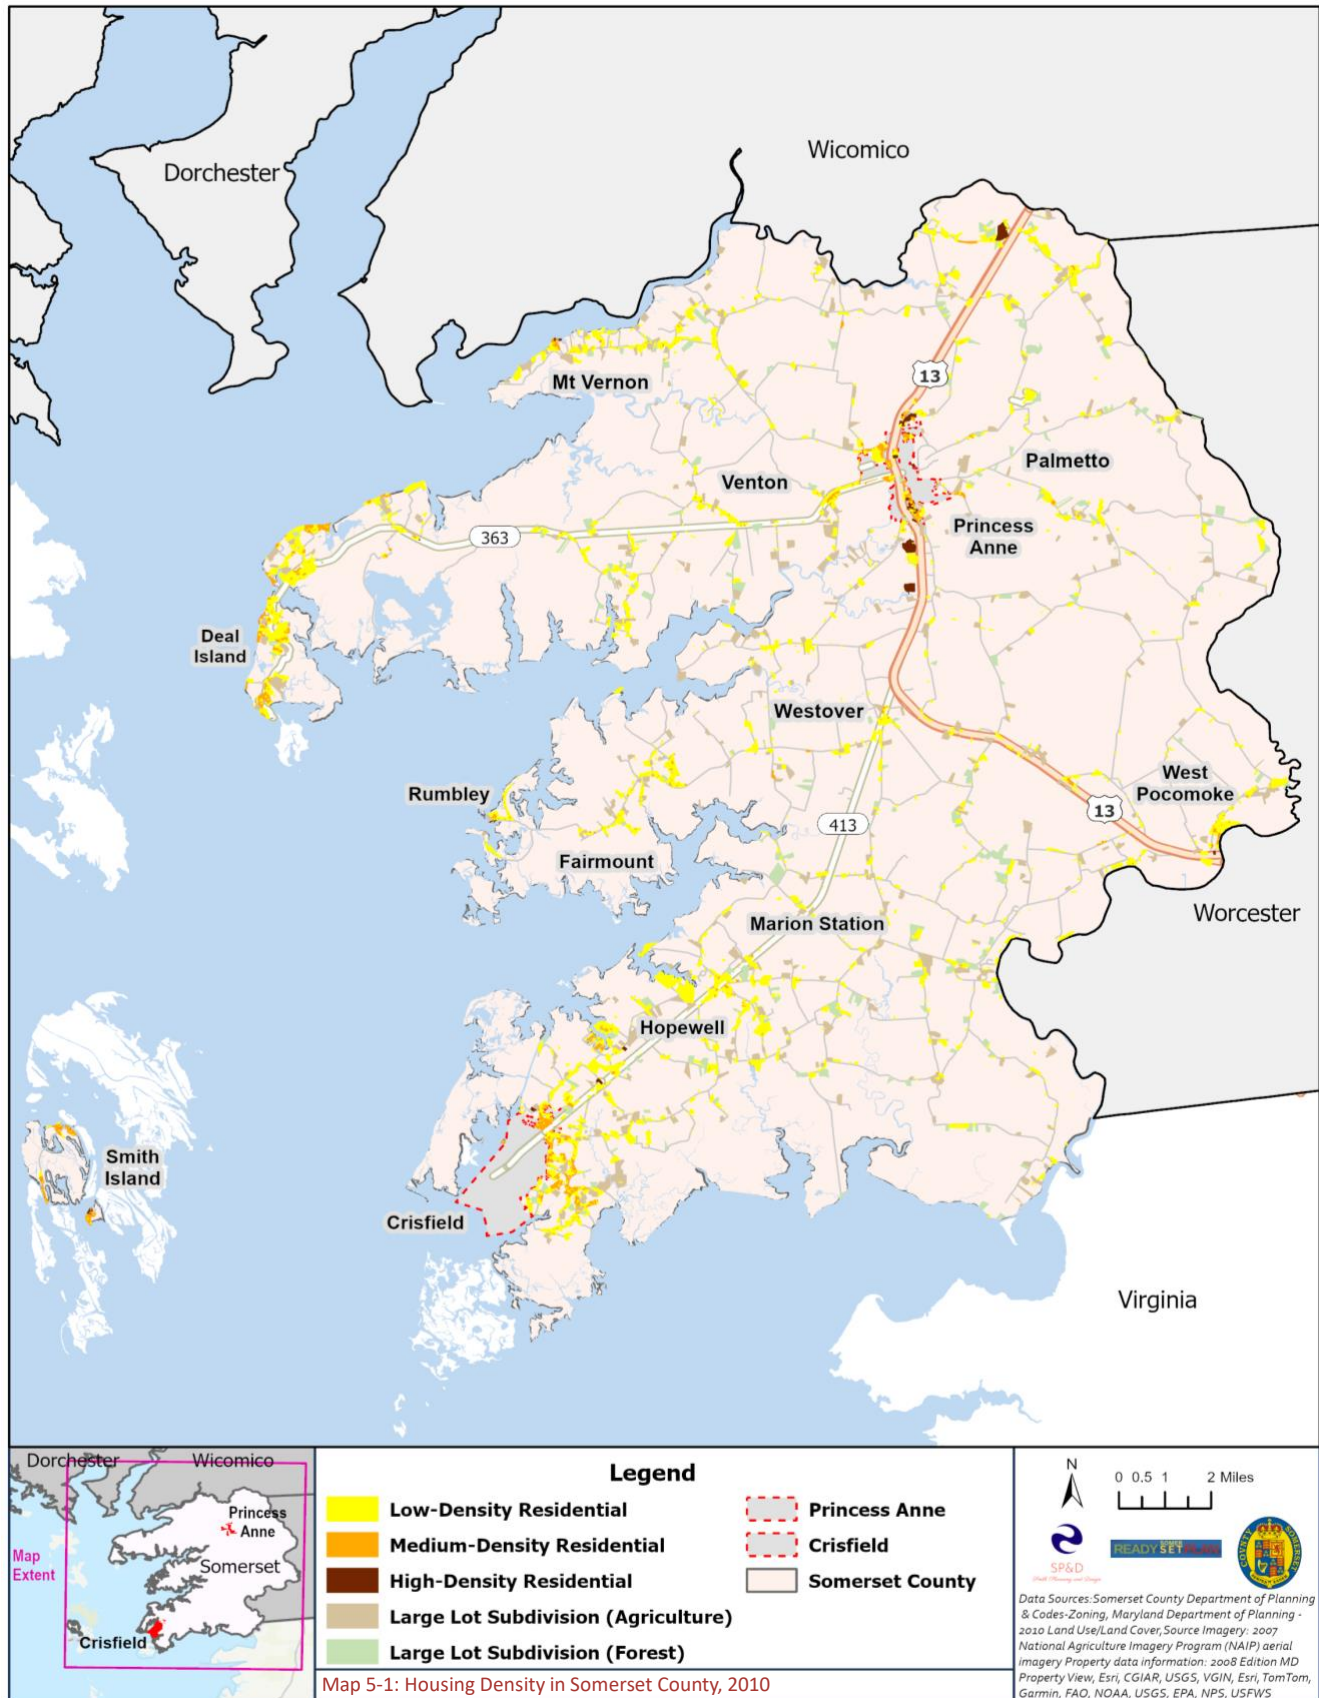 Wicomico
Dorchester
13
Mt Vernon
Palmetto
Venton
Princess
Anne
363
Deal
Island
Westover
West
Pocomoke
Rumbley
13
413
Fairmount
Worcester
Marion Station
Hopewell
Smith
Island
Crisfield
Virginia
Dorchester
Wicomico
Princess
Anne
Map
Extent
Somerset
Crisfield
Legend
Low-Density Residential
Medium-Density Residential
High-Density Residential
Large Lot Subdivision (Agriculture)
Large Lot Subdivision (Forest)
Princess Anne
Crisfield
Somerset County
Map 5-1: Housing Density in Somerset County, 2010
N
0 0.5 1 2 Miles
SP&D
READY SET
COUNTY SOMERSET
Data Sources:Somerset County Department of Planning
& Codes-Zoning, Maryland Department of Planning -
2010 Land Use/Land Cover,Source Imagery: 2007
National Agriculture Imagery Program (NAIP) aerial
imagery Property data information: 2008 Edition MD
Property View, Esri, CGIAR, USGS, VGIN, Esri, TomTom,
Garmin, FAO, NOAA, USGS, EPA, NPS, USFWS